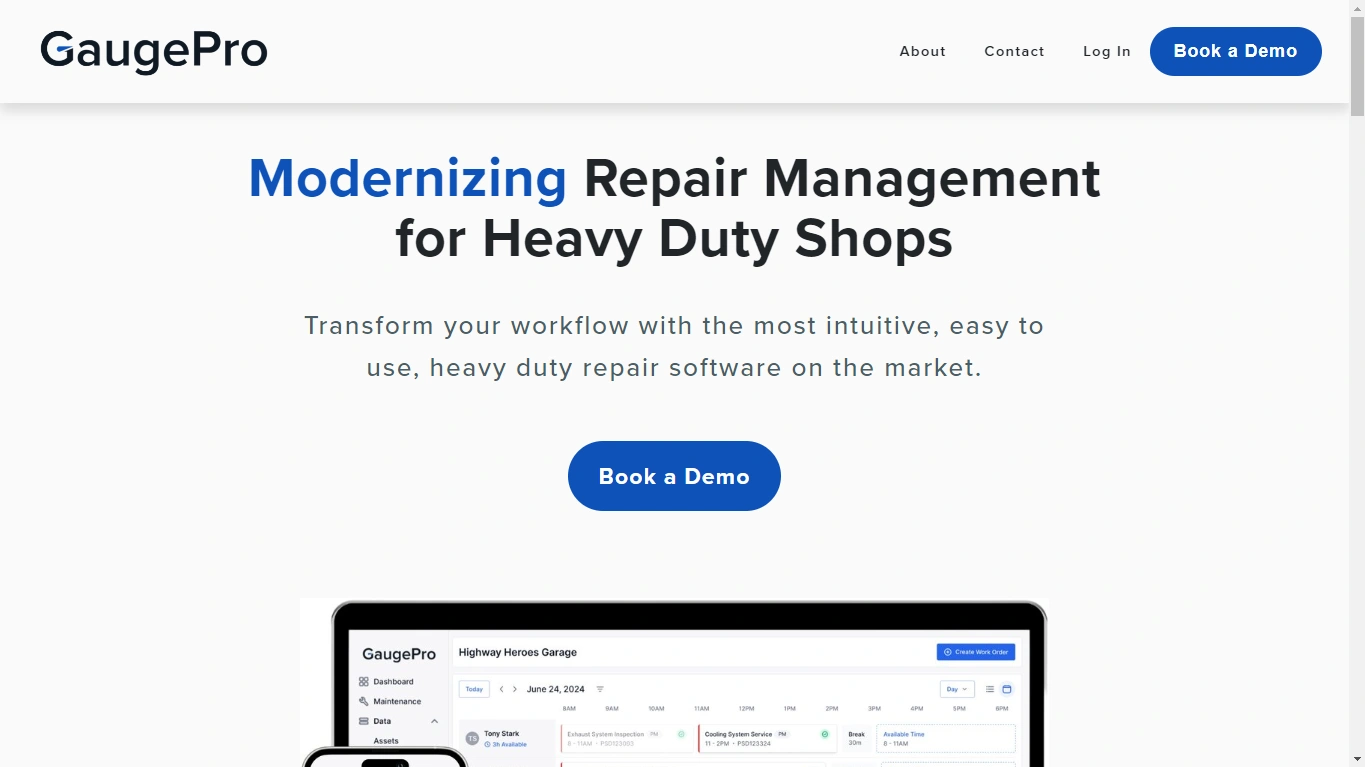 GaugePro
About
Contact
Log In
Book a Demo
Modernizing Repair Management
for Heavy Duty Shops
Transform your workflow with the most intuitive, easy to
use, heavy duty repair software on the market.
Book a Demo
GaugePro
Highway Heroes Garage
Create Work Order
Dashboard
Maintenance
Data
Assets
Today
June 24, 2024
Day
8AM 9AM 10AM 11AM 12PM 1PM 2PM 3PM 4PM 5PM 6PM
TS
Tony Stark
3h Available
Exhaust System Inspection PM
8 - 11AM • PSD123003
Cooling System Service PM
11 - 2PM • PSD123324
Break
30m
Available Time
8 - 11AM